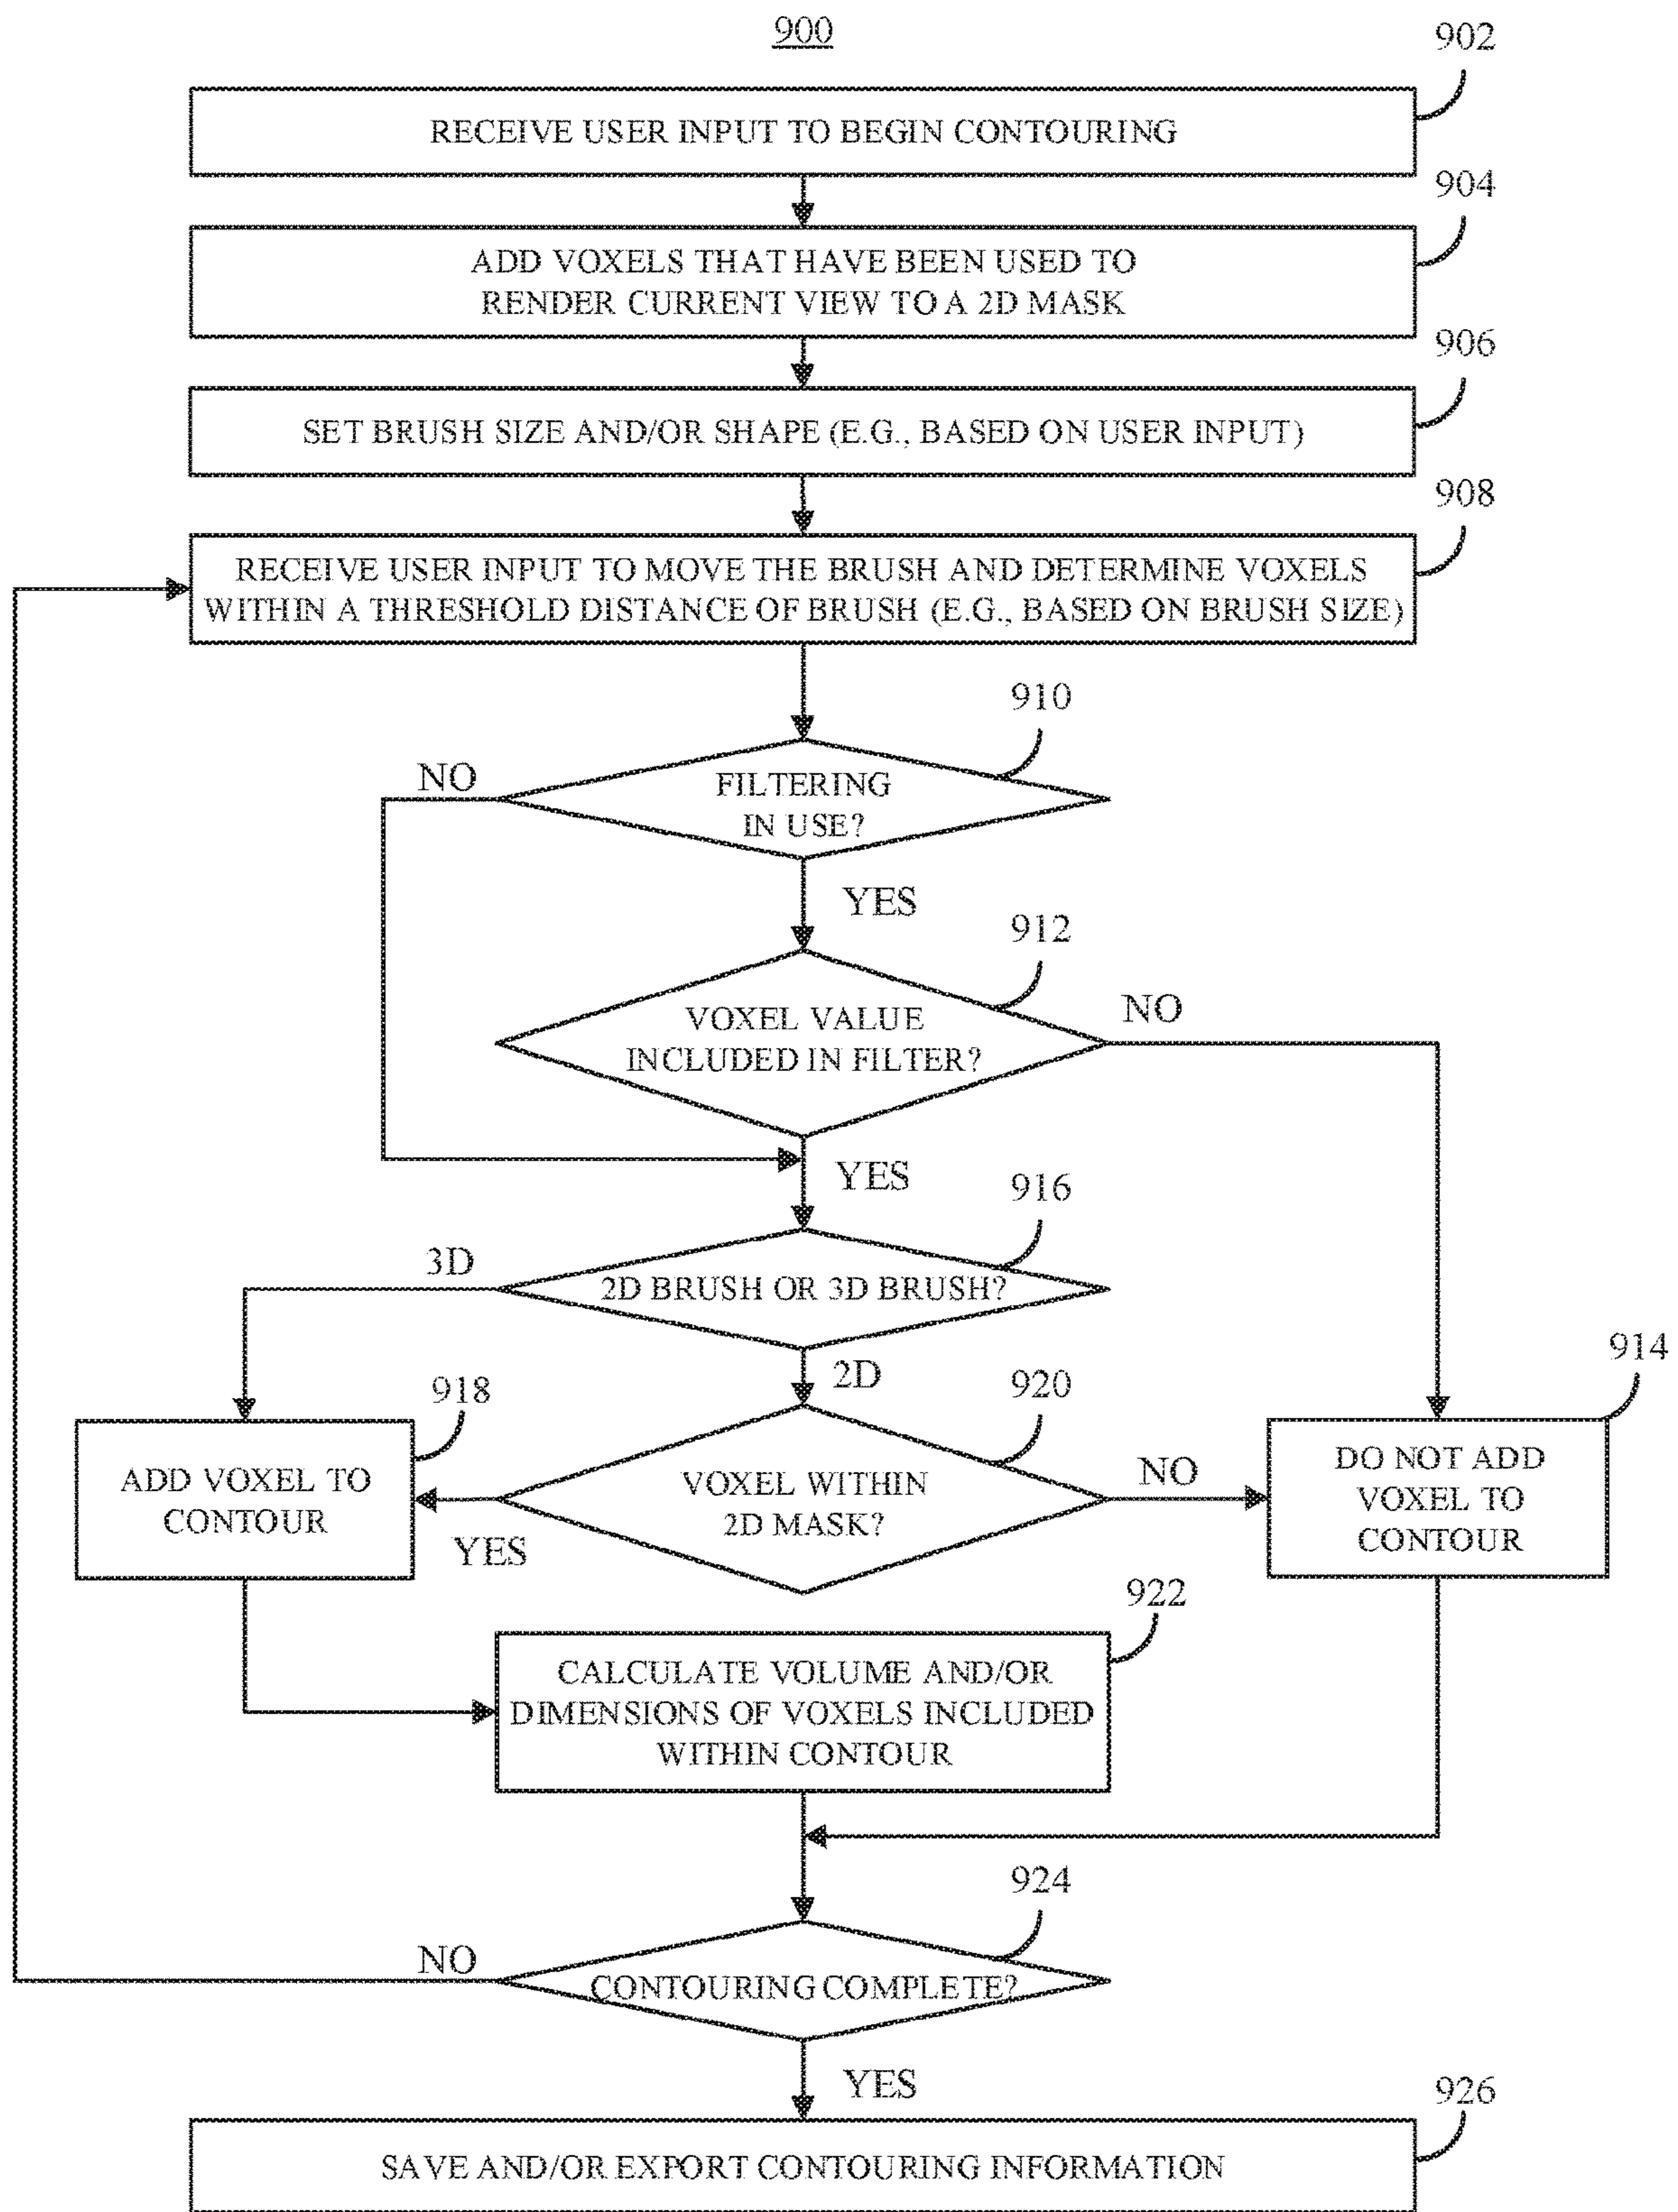 900
902
RECEIVE USER INPUT TO BEGIN CONTOURING
904
ADD VOXELS THAT HAVE BEEN USED TO
RENDER CURRENT VIEW TO A 2D MASK
906
SET BRUSH SIZE AND/OR SHAPE (E.G., BASED ON USER INPUT)
908
RECEIVE USER INPUT TO MOVE THE BRUSH AND DETERMINE VOXELS
WITHIN A THRESHOLD DISTANCE OF BRUSH (E.G., BASED ON BRUSH SIZE)
910
NO
FILTERING
IN USE?
YES
912
NO
VOXEL VALUE
INCLUDED IN FILTER?
YES
916
3D
2D BRUSH OR 3D BRUSH?
2D
914
918
920
ADD VOXEL TO
CONTOUR
VOXEL WITHIN
2D MASK?
NO
YES
DO NOT ADD
VOXEL TO
CONTOUR
922
CALCULATE VOLUME AND/OR
DIMENSIONS OF VOXELS INCLUDED
WITHIN CONTOUR
924
NO
CONTOURING COMPLETE?
YES
926
SAVE AND/OR EXPORT CONTOURING INFORMATION